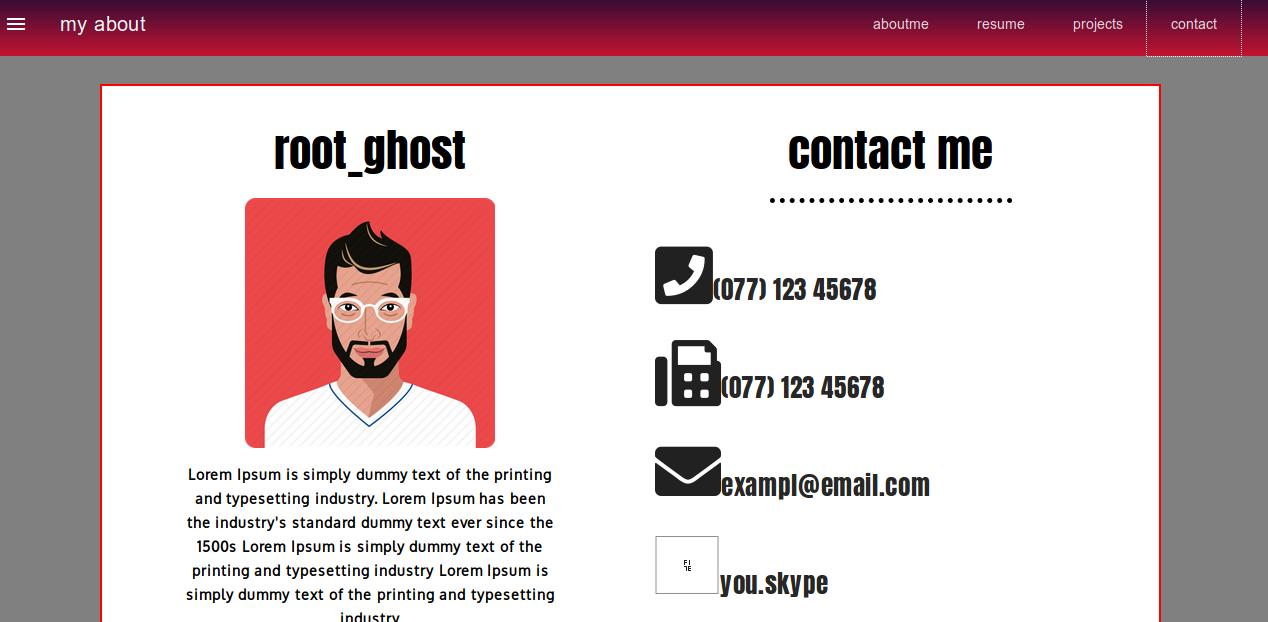 my about
aboutme
resume
projects
contact
root_ghost
Lorem Ipsum is simply dummy text of the printing
and typesetting industry. Lorem Ipsum has been
the industry's standard dummy text ever since the
1500s Lorem Ipsum is simply dummy text of the
printing and typesetting industry Lorem Ipsum is
simply dummy text of the printing and typesetting
industry
contact me
(077) 123 45678
(077) 123 45678
exampl@email.com
you.skype